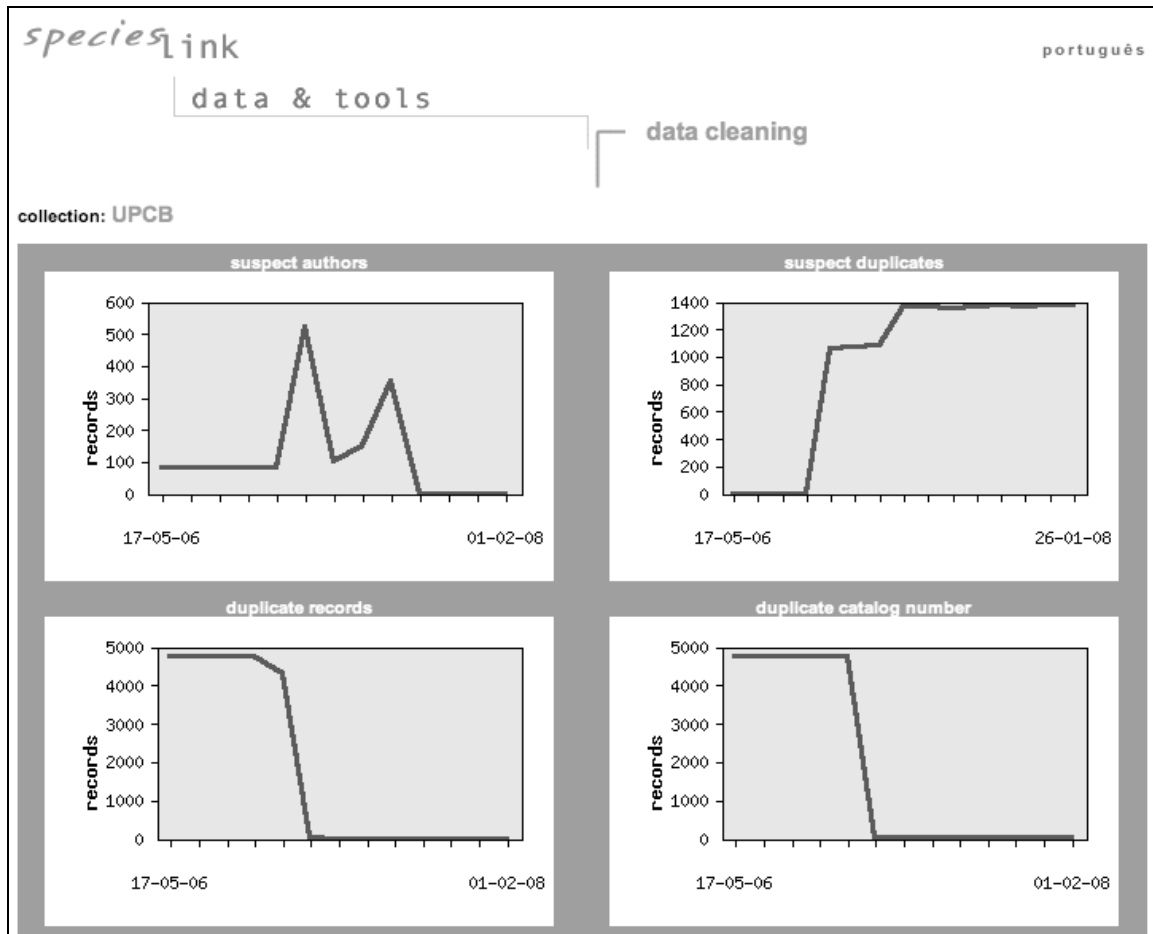 specieslink
português
data & tools
data cleaning
collection: UPCB
suspect authors
600
500
400
300
200
100
0
records
17-05-06 01-02-08
suspect duplicates
1400
1200
1000
800
600
400
200
0
records
17-05-06 26-01-08
duplicate records
5000
4000
3000
2000
1000
0
records
17-05-06 01-02-08
duplicate catalog number
5000
4000
3000
2000
1000
0
records
17-05-06 01-02-08